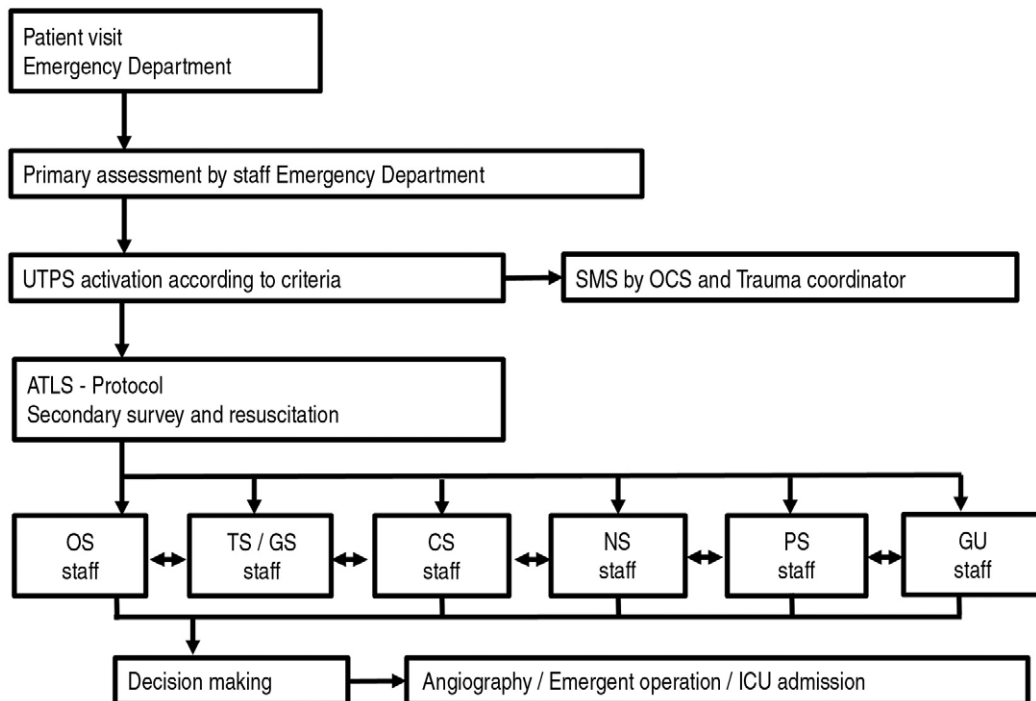 Patient visit
Emergency Department
Primary assessment by staff Emergency Department
UTPS activation according to criteria
SMS by OCS and Trauma coordinator
ATLS - Protocol
Secondary survey and resuscitation
OS
staff
TS / GS
staff
CS
staff
NS
staff
PS
staff
GU
staff
Decision making
Angiography / Emergent operation / ICU admission